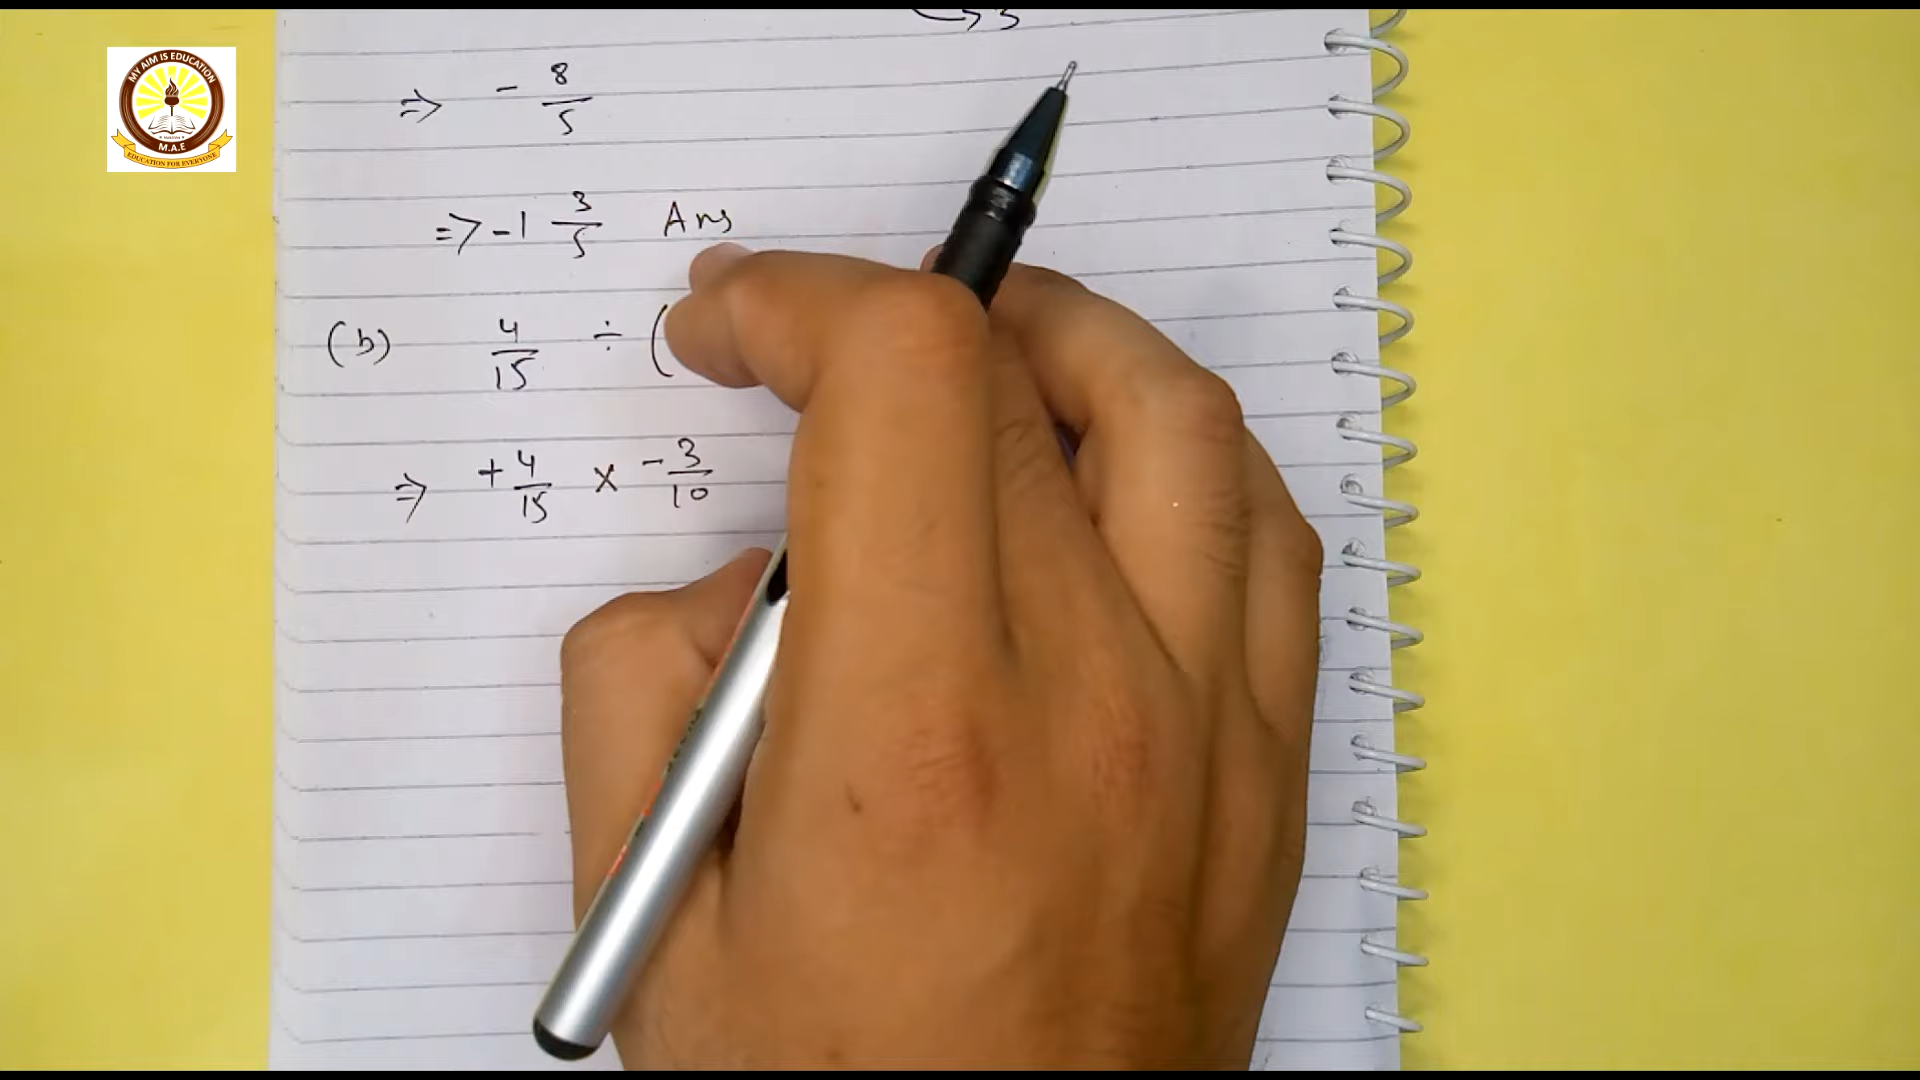 MY AIM IS EDUCATION
M.A.E
EDUCATION FOR EVERYONE
⇒ - 8/5
⇒ -1 3/5 Ans
(b) 4/15 ÷ (
⇒ + 4/15 × - 3/10